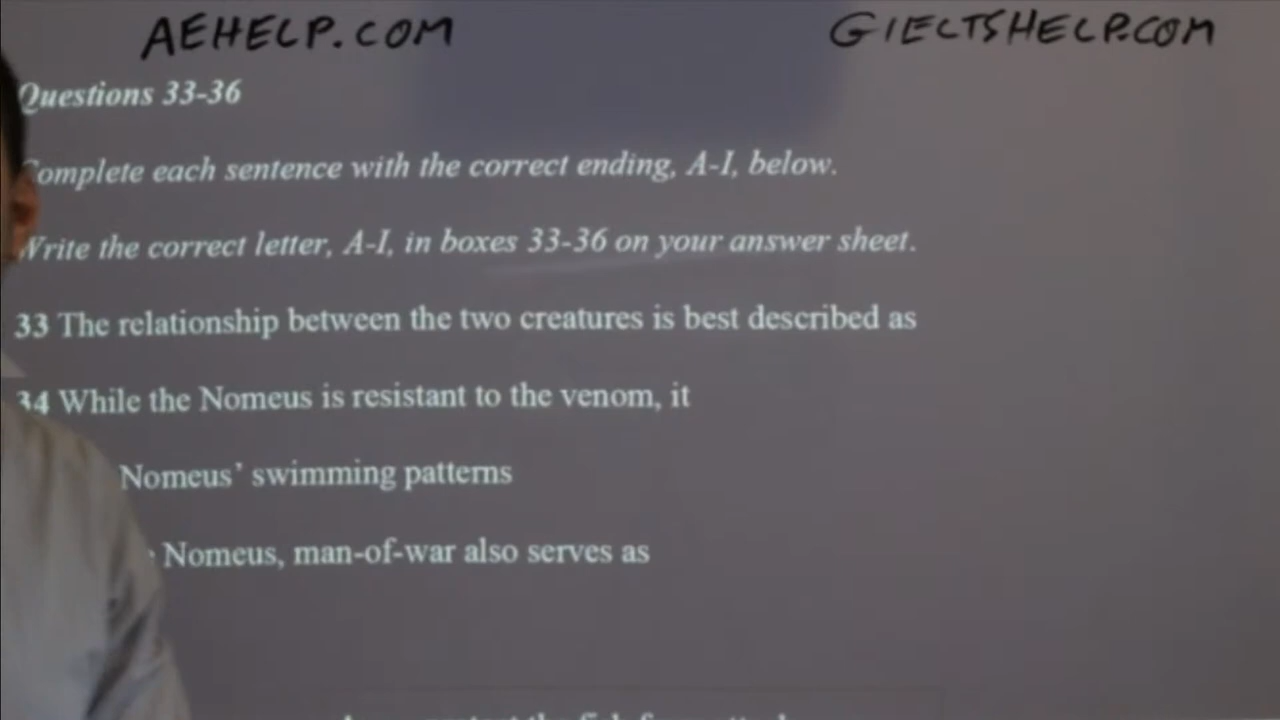 AEHELP.COM
GIELTSHELP.COM
Questions 33-36
Complete each sentence with the correct ending, A-I, below.
Write the correct letter, A-I, in boxes 33-36 on your answer sheet.
33 The relationship between the two creatures is best described as
34 While the Nomeus is resistant to the venom, it
Nomeus' swimming patterns
Nomeus, man-of-war also serves as